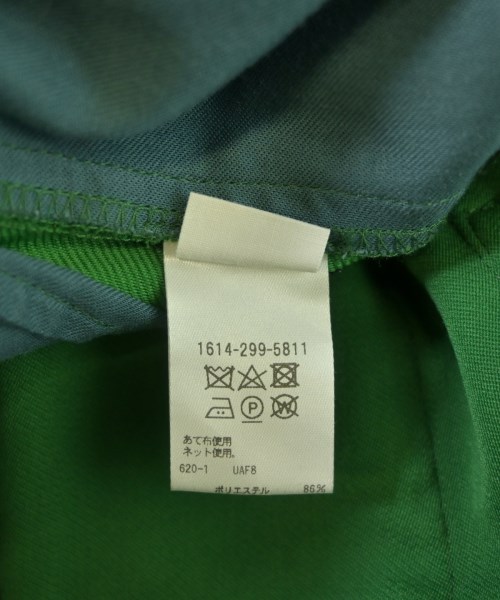 1614-299-5811
P W
あて布使用
ネット使用。
620-1 UAF8
ポリエステル 86%